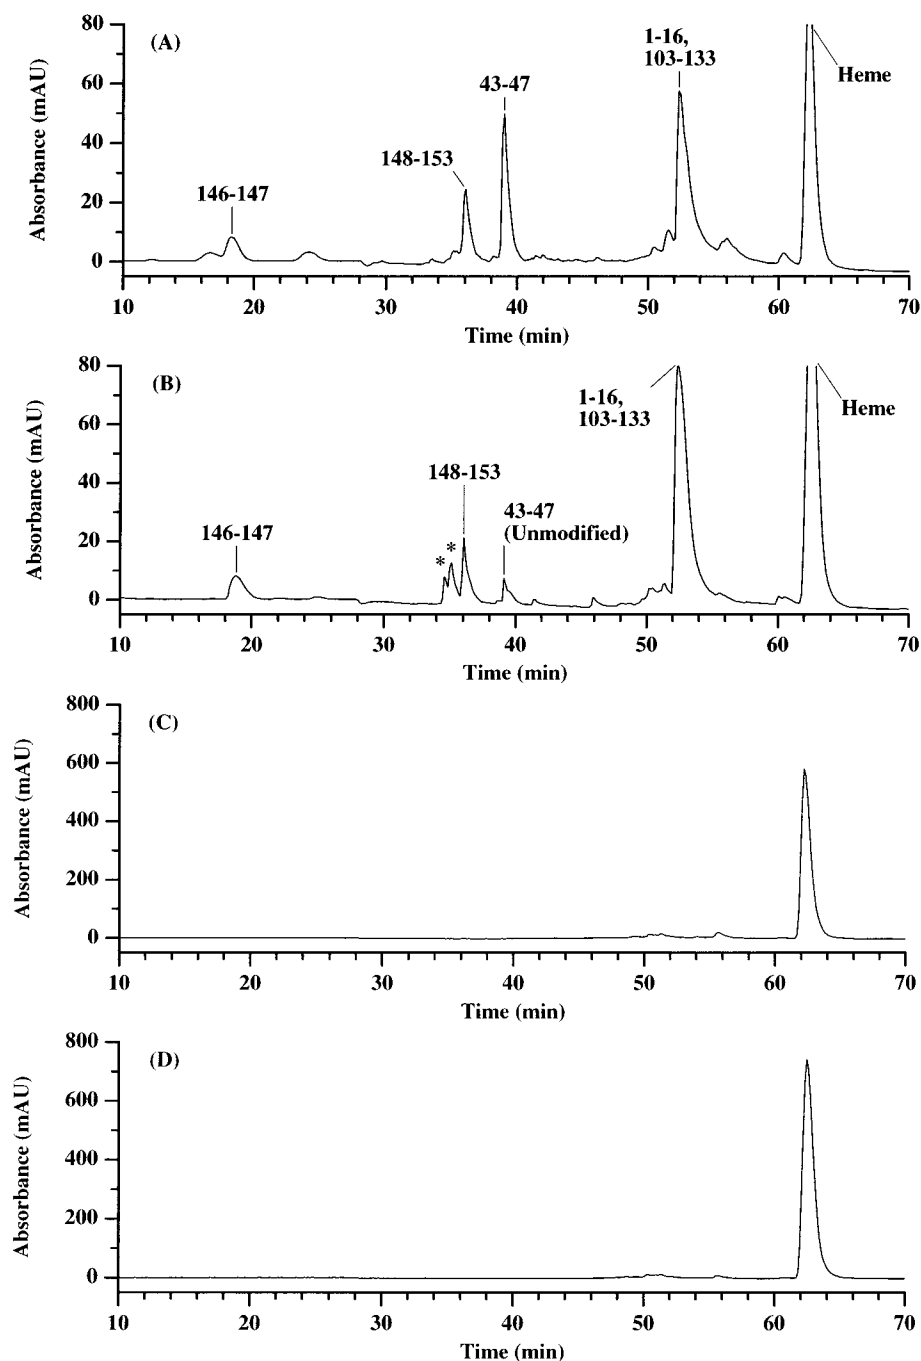 80
(A)
1-16,
103-133
Heme
60
43-47
40
148-153
20
146-147
0
Absorbance (mAU)
10 20 30 40 50 60 70
Time (min)
80
(B)
1-16,
103-133
Heme
60
40
148-153
43-47
(Unmodified)
20
146-147
* *
0
Absorbance (mAU)
10 20 30 40 50 60 70
Time (min)
800
(C)
600
400
200
0
Absorbance (mAU)
10 20 30 40 50 60 70
Time (min)
800
(D)
600
400
200
0
Absorbance (mAU)
10 20 30 40 50 60 70
Time (min)